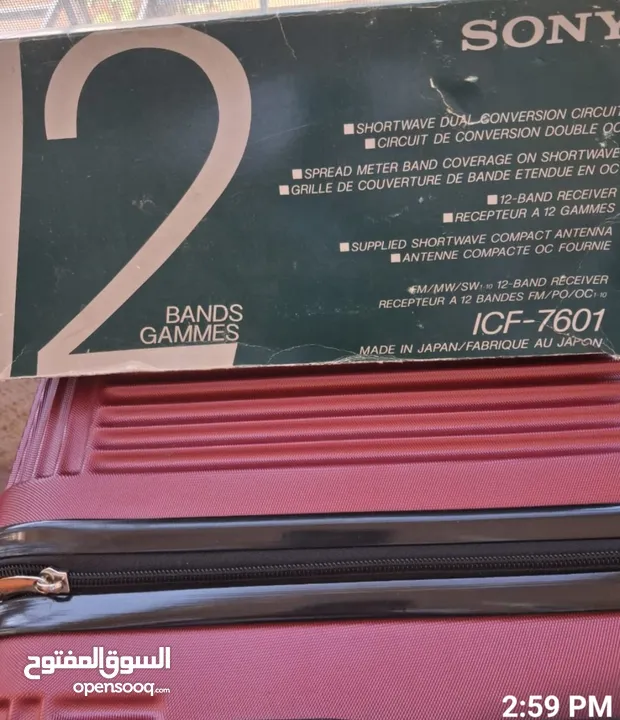 SONY
12
SHORTWAVE DUAL CONVERSION CIRCUIT
CIRCUIT DE CONVERSION DOUBLE OC
SPREAD METER BAND COVERAGE ON SHORTWAVE
GRILLE DE COUVERTURE DE BANDE ETENDUE EN OC
12-BAND RECEIVER
RECEPTEUR A 12 GAMMES
SUPPLIED SHORTWAVE COMPACT ANTENNA
ANTENNE COMPACTE OC FOURNIE
FM/MW/SW1-10 12-BAND RECEIVER
RECEPTEUR A 12 BANDES FM/PO/OC1-10
BANDS
GAMMES
ICF-7601
MADE IN JAPAN/FABRIQUE AU JAPON
السوق المفتوح
opensooq.com
2:59 PM